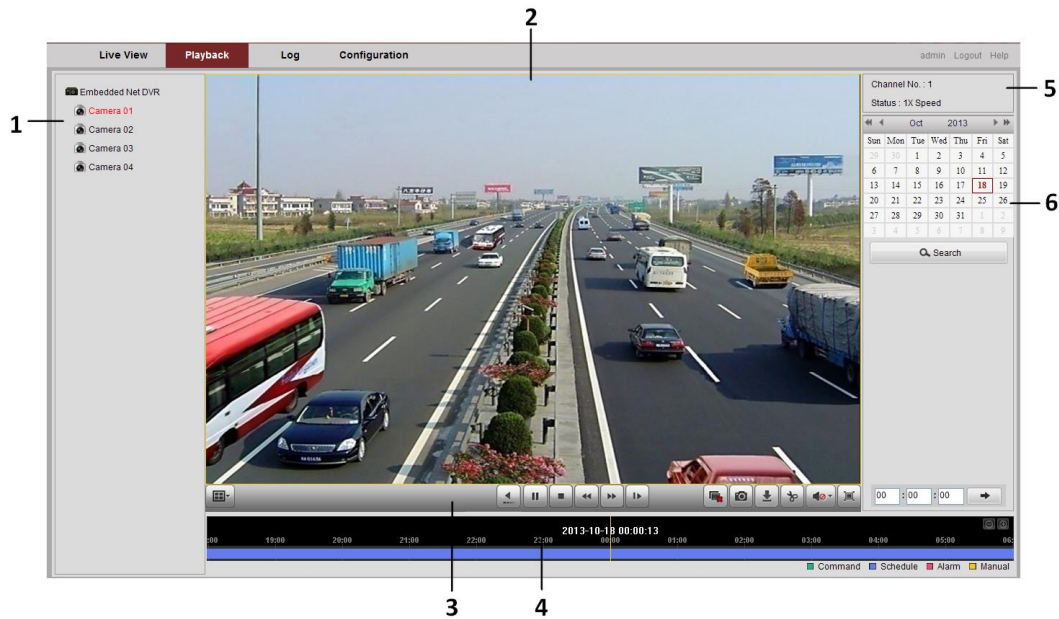 2
Live View Playback Log Configuration admin Logout Help
Embedded Net DVR
Camera 01
Camera 02
Camera 03
Camera 04
1
Channel No. : 1
Status : 1X Speed
5
Oct 2013
Sun Mon Tue Wed Thu Fri Sat
29 30 1 2 3 4 5
6 7 8 9 10 11 12
13 14 15 16 17 18 19
20 21 22 23 24 25 26
27 28 29 30 31 1 2
3 4 5 6 7 8 9
6
Search
00 : 00 : 00
2013-10-18 00:00:13
:00 19:00 20:00 21:00 22:00 23:00 00:00 01:00 02:00 03:00 04:00 05:00 06:
Command Schedule Alarm Manual
3 4